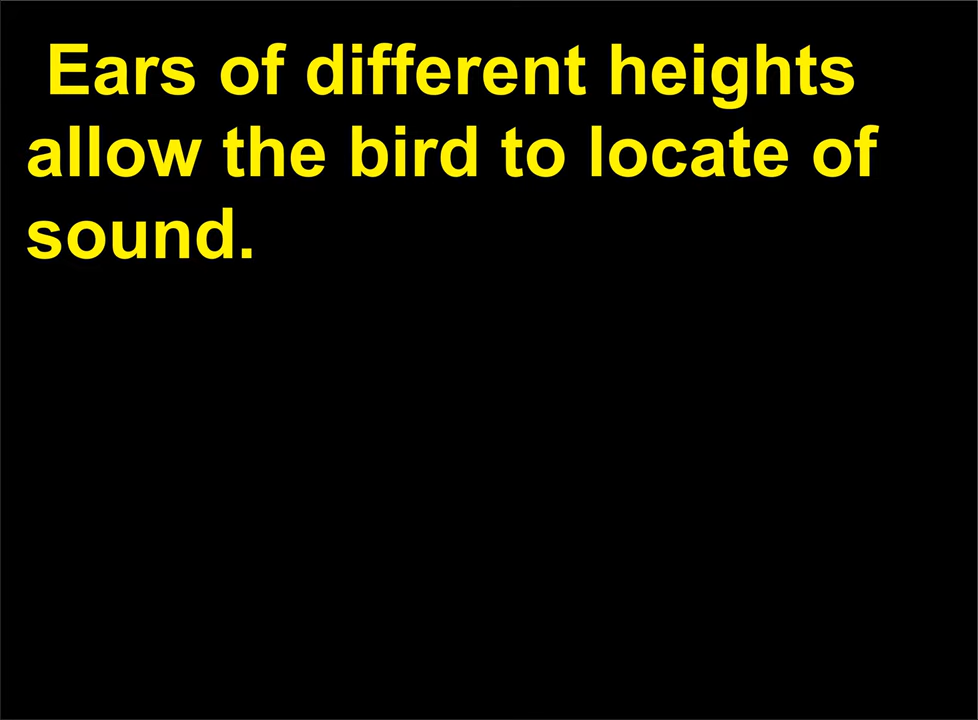 Ears of different heights
allow the bird to locate of
sound.